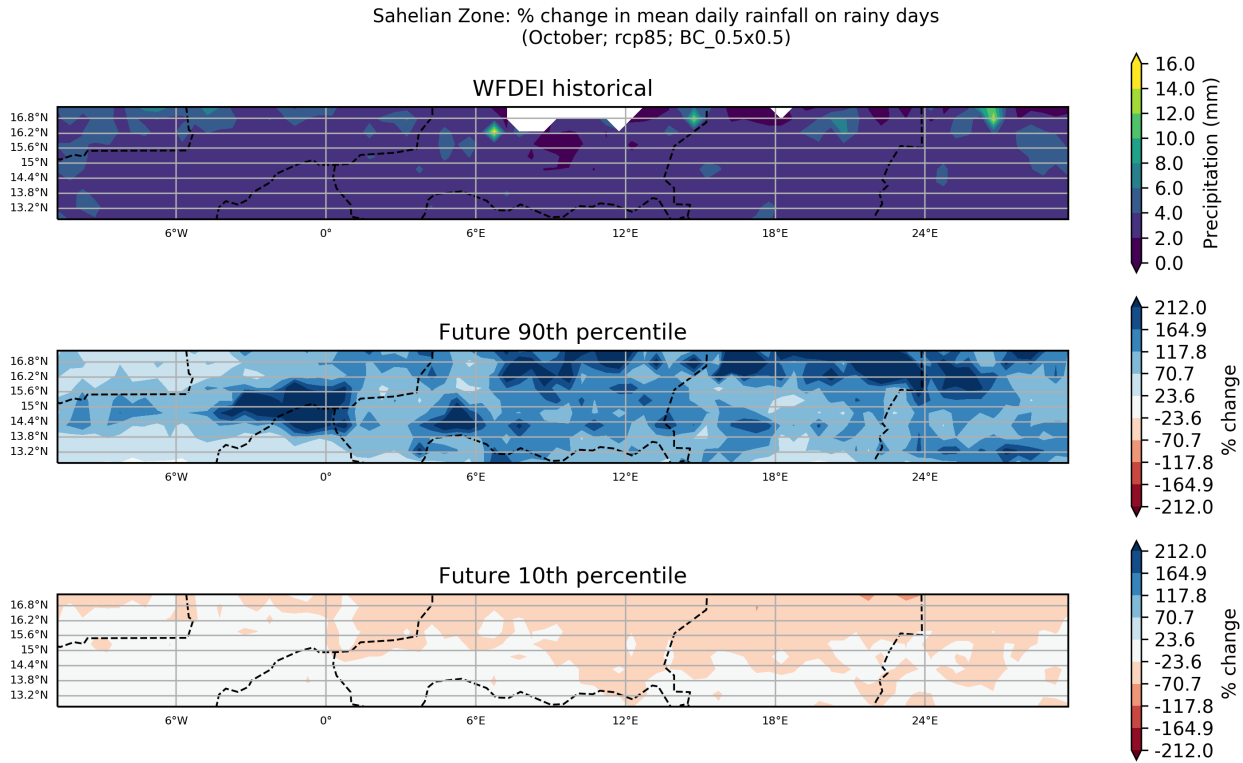 Sahelian Zone: % change in mean daily rainfall on rainy days
(October; rcp85; BC_0.5x0.5)
WFDEI historical
16.8°N
16.2°N
15.6°N
15°N
14.4°N
13.8°N
13.2°N
6°W
0°
6°E
12°E
18°E
24°E
16.0
14.0
12.0
10.0
8.0
6.0
4.0
2.0
0.0
Precipitation (mm)
Future 90th percentile
16.8°N
16.2°N
15.6°N
15°N
14.4°N
13.8°N
13.2°N
6°W
0°
6°E
12°E
18°E
24°E
212.0
164.9
117.8
70.7
23.6
-23.6
-70.7
-117.8
-164.9
-212.0
% change
Future 10th percentile
16.8°N
16.2°N
15.6°N
15°N
14.4°N
13.8°N
13.2°N
6°W
0°
6°E
12°E
18°E
24°E
212.0
164.9
117.8
70.7
23.6
-23.6
-70.7
-117.8
-164.9
-212.0
% change